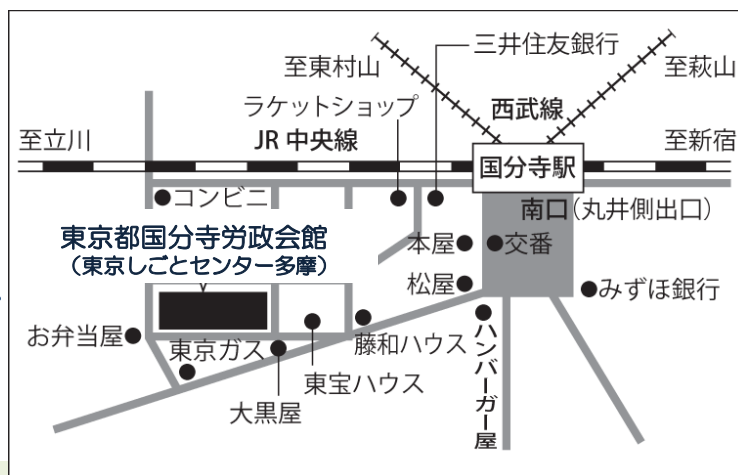 三井住友銀行
至東村山
至萩山
ラケットショップ
西武線
至立川
JR中央線
至新宿
国分寺駅
コンビニ
南口(丸井側出口)
東京都国分寺労政会館
(東京しごとセンター多摩)
本屋
交番
松屋
みずほ銀行
お弁当屋
東京ガス
藤和ハウス
ハンバーガー屋
東宝ハウス
大黒屋